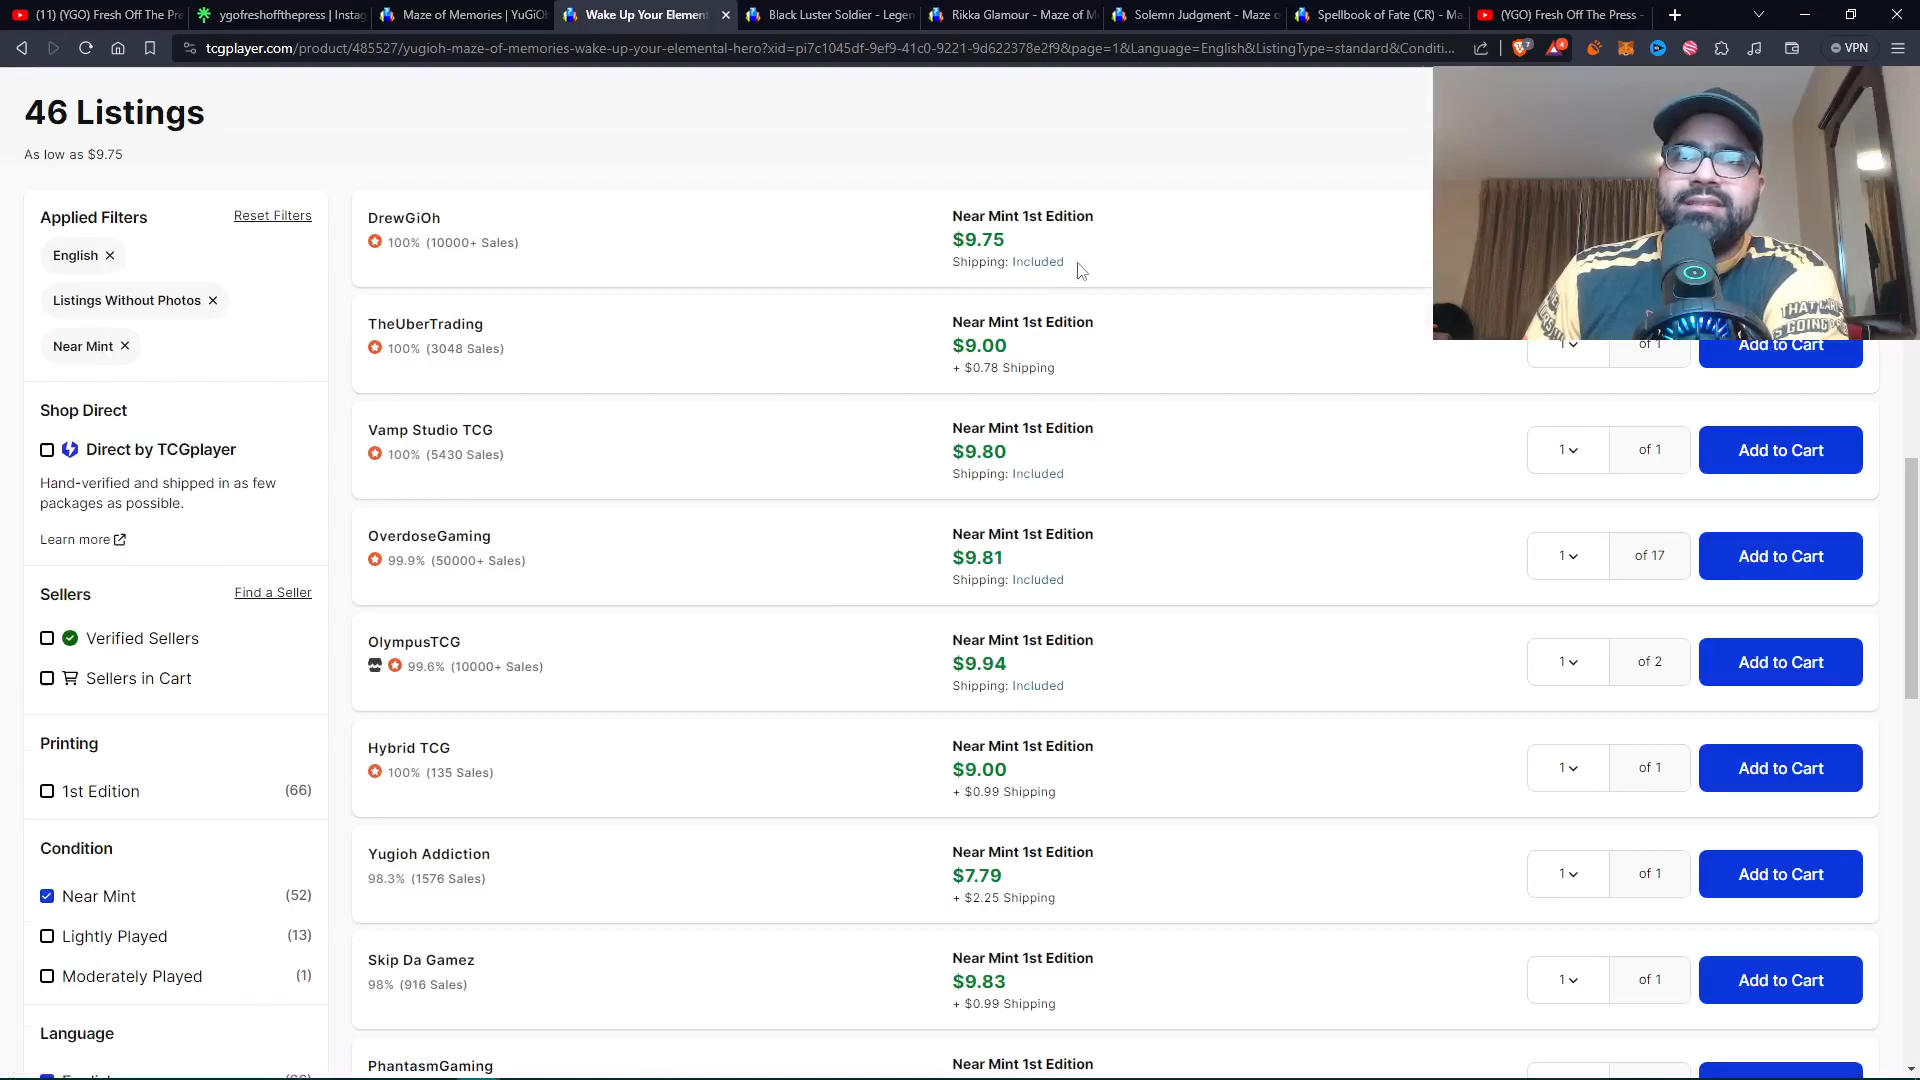 (11) (YGO) Fresh Off The Pre
ygofreshoffthepress | Instag
Maze of Memories | YuGiOh
Wake Up Your Element
Black Luster Soldier - Legen
Rikka Glamour - Maze of M
Solemn Judgment - Maze o
Spellbook of Fate (CR) - Ma
(YGO) Fresh Off The Press -
tcgplayer.com/product/485527/yugioh-maze-of-memories-wake-up-your-elemental-hero?xid=pi7c1045df-9ef9-41c0-9221-9d622378e2f9&page=1&Language=English&ListingType=standard&Conditi...
7
4
VPN
46 Listings
As low as $9.75
Applied Filters
Reset Filters
English
Listings Without Photos
Near Mint
Shop Direct
Direct by TCGplayer
Hand-verified and shipped in as few
packages as possible.
Learn more
Sellers
Find a Seller
Verified Sellers
Sellers in Cart
Printing
1st Edition (66)
Condition
Near Mint (52)
Lightly Played (13)
Moderately Played (1)
Language
DrewGiOh
100% (10000+ Sales)
Near Mint 1st Edition
$9.75
Shipping: Included
TheUberTrading
100% (3048 Sales)
Near Mint 1st Edition
$9.00
+ $0.78 Shipping
1 of 1 Add to Cart
Vamp Studio TCG
100% (5430 Sales)
Near Mint 1st Edition
$9.80
Shipping: Included
1 of 1 Add to Cart
OverdoseGaming
99.9% (50000+ Sales)
Near Mint 1st Edition
$9.81
Shipping: Included
1 of 17 Add to Cart
OlympusTCG
99.6% (10000+ Sales)
Near Mint 1st Edition
$9.94
Shipping: Included
1 of 2 Add to Cart
Hybrid TCG
100% (135 Sales)
Near Mint 1st Edition
$9.00
+ $0.99 Shipping
1 of 1 Add to Cart
Yugioh Addiction
98.3% (1576 Sales)
Near Mint 1st Edition
$7.79
+ $2.25 Shipping
1 of 1 Add to Cart
Skip Da Gamez
98% (916 Sales)
Near Mint 1st Edition
$9.83
+ $0.99 Shipping
1 of 1 Add to Cart
PhantasmGaming
Near Mint 1st Edition
THAT
GOING